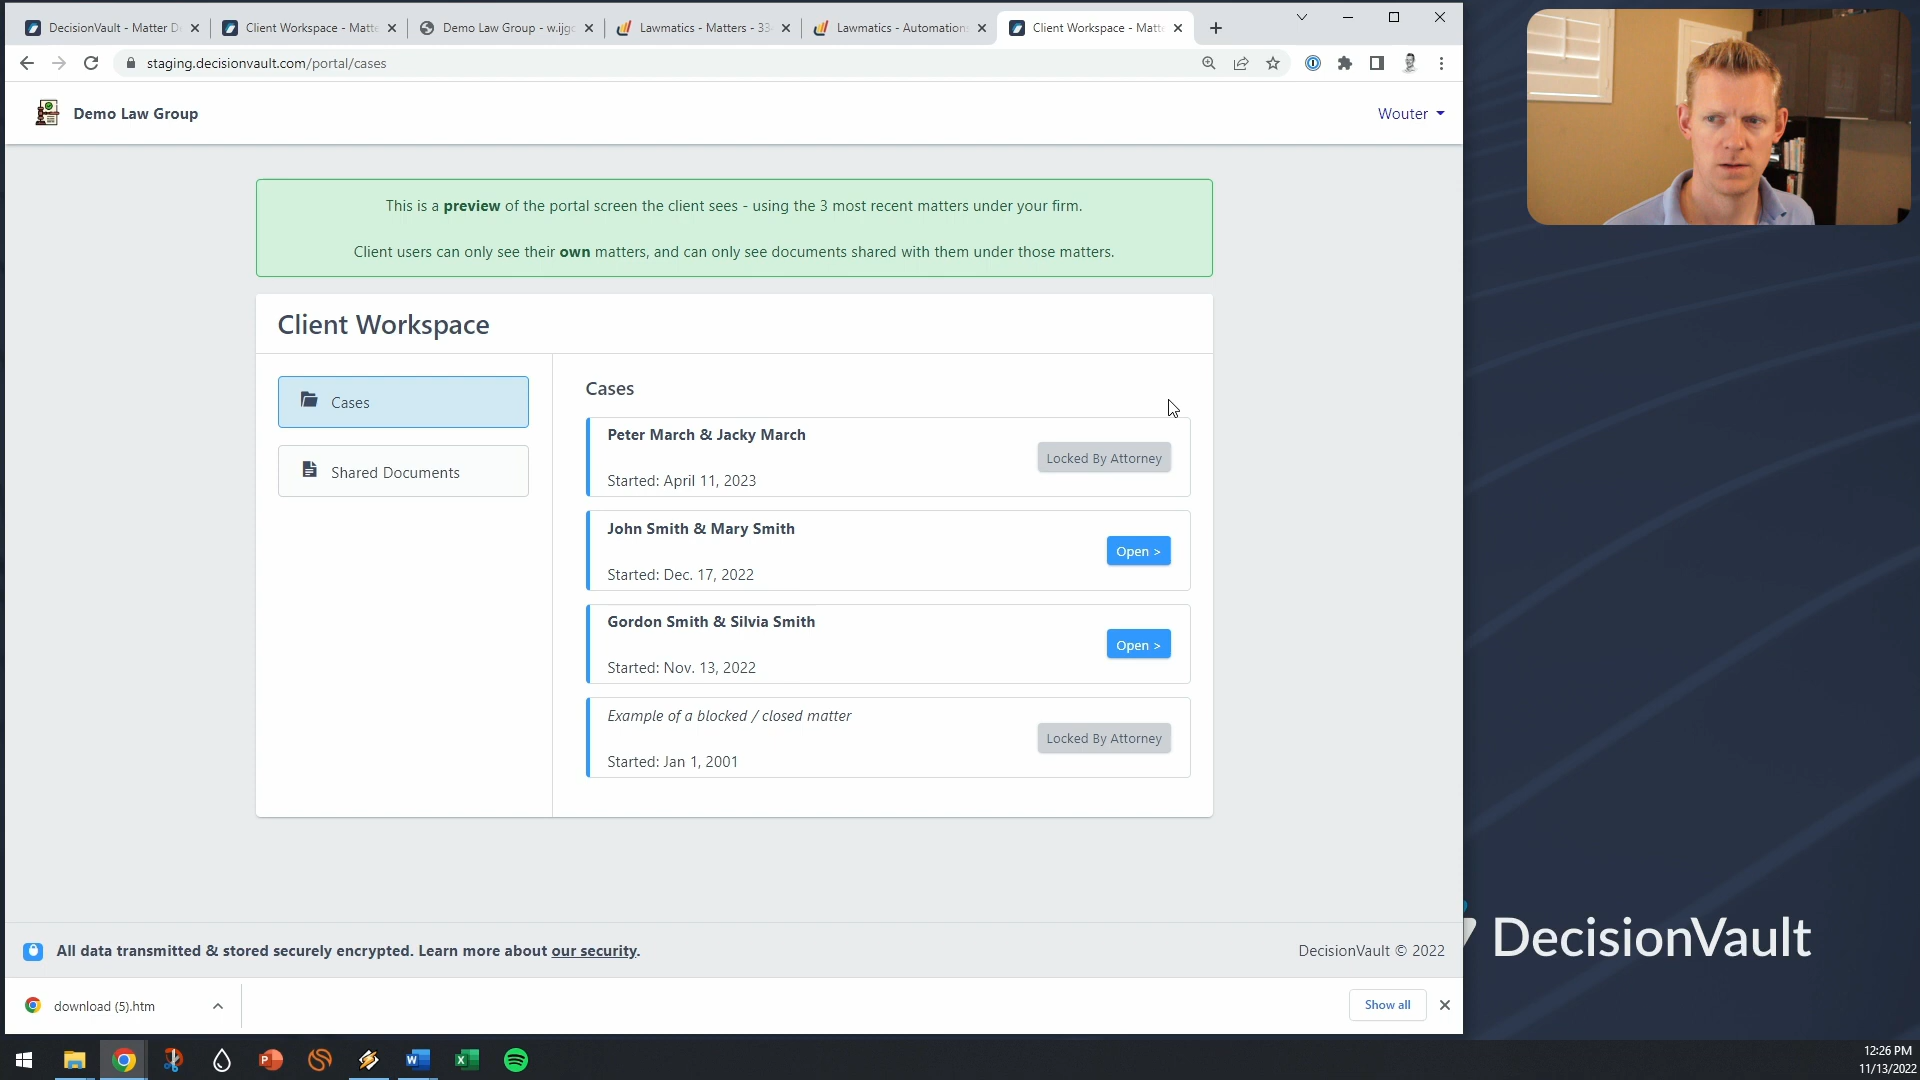 DecisionVault - Matter D
Client Workspace - Matte
Demo Law Group - w.ijgc
Lawmatics - Matters - 33
Lawmatics - Automation
Client Workspace - Matte
staging.decisionvault.com/portal/cases
Demo Law Group
Wouter
This is a preview of the portal screen the client sees - using the 3 most recent matters under your firm.
Client users can only see their own matters, and can only see documents shared with them under those matters.
Client Workspace
Cases
Shared Documents
Cases
Peter March & Jacky March
Started: April 11, 2023
Locked By Attorney
John Smith & Mary Smith
Started: Dec. 17, 2022
Open >
Gordon Smith & Silvia Smith
Started: Nov. 13, 2022
Open >
Example of a blocked / closed matter
Started: Jan 1, 2001
Locked By Attorney
All data transmitted & stored securely encrypted. Learn more about our security.
DecisionVault © 2022
DecisionVault
download (5).htm
Show all
12:26 PM
11/13/2022